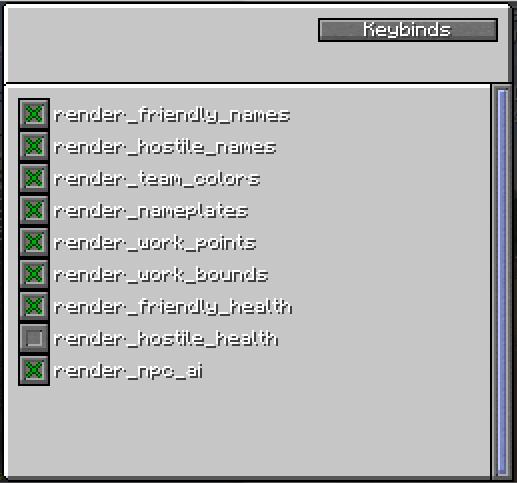 Keybinds
render_friendly_names
render_hostile_names
render_team_colors
render_nameplates
render_work_points
render_work_bounds
render_friendly_health
render_hostile_health
render_npc_ai